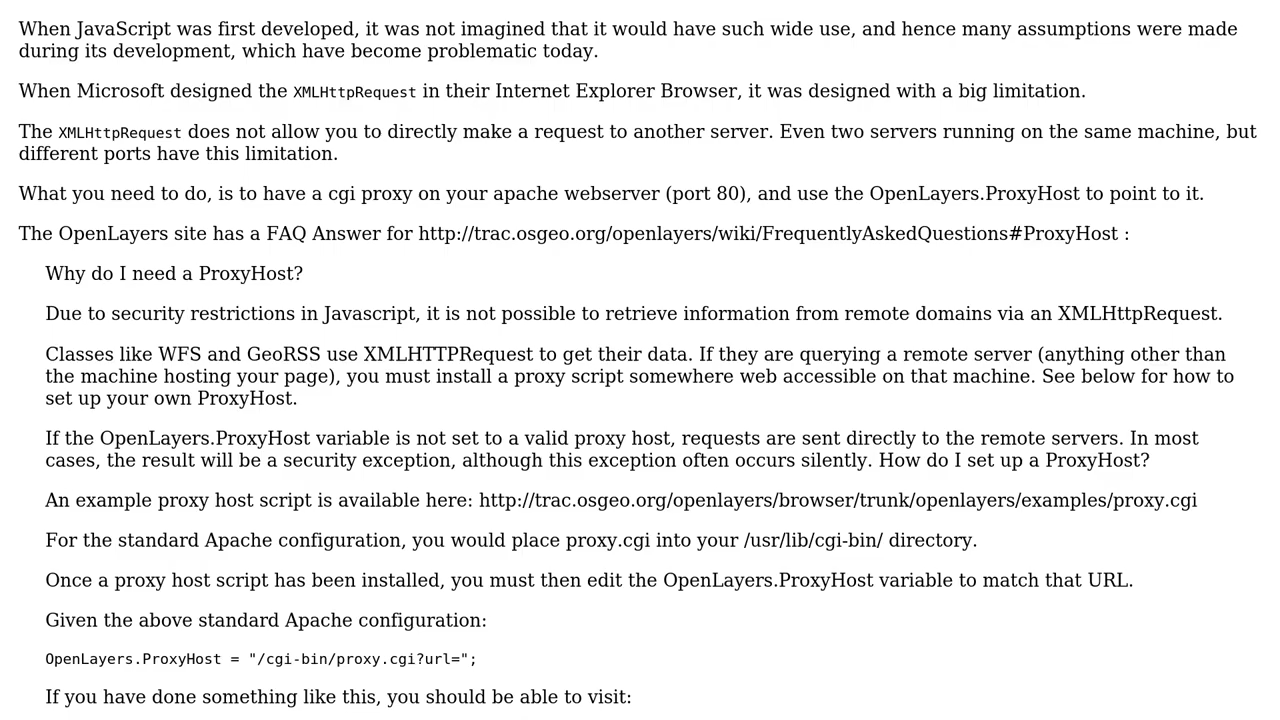 When JavaScript was first developed, it was not imagined that it would have such wide use, and hence many assumptions were made
during its development, which have become problematic today.
When Microsoft designed the XMLHttpRequest in their Internet Explorer Browser, it was designed with a big limitation.
The XMLHttpRequest does not allow you to directly make a request to another server. Even two servers running on the same machine, but
different ports have this limitation.
What you need to do, is to have a cgi proxy on your apache webserver (port 80), and use the OpenLayers.ProxyHost to point to it.
The OpenLayers site has a FAQ Answer for http://trac.osgeo.org/openlayers/wiki/FrequentlyAskedQuestions#ProxyHost :
Why do I need a ProxyHost?
Due to security restrictions in Javascript, it is not possible to retrieve information from remote domains via an XMLHttpRequest.
Classes like WFS and GeoRSS use XMLHTTPRequest to get their data. If they are querying a remote server (anything other than
the machine hosting your page), you must install a proxy script somewhere web accessible on that machine. See below for how to
set up your own ProxyHost.
If the OpenLayers.ProxyHost variable is not set to a valid proxy host, requests are sent directly to the remote servers. In most
cases, the result will be a security exception, although this exception often occurs silently. How do I set up a ProxyHost?
An example proxy host script is available here: http://trac.osgeo.org/openlayers/browser/trunk/openlayers/examples/proxy.cgi
For the standard Apache configuration, you would place proxy.cgi into your /usr/lib/cgi-bin/ directory.
Once a proxy host script has been installed, you must then edit the OpenLayers.ProxyHost variable to match that URL.
Given the above standard Apache configuration:
OpenLayers.ProxyHost = "/cgi-bin/proxy.cgi?url=";
If you have done something like this, you should be able to visit: